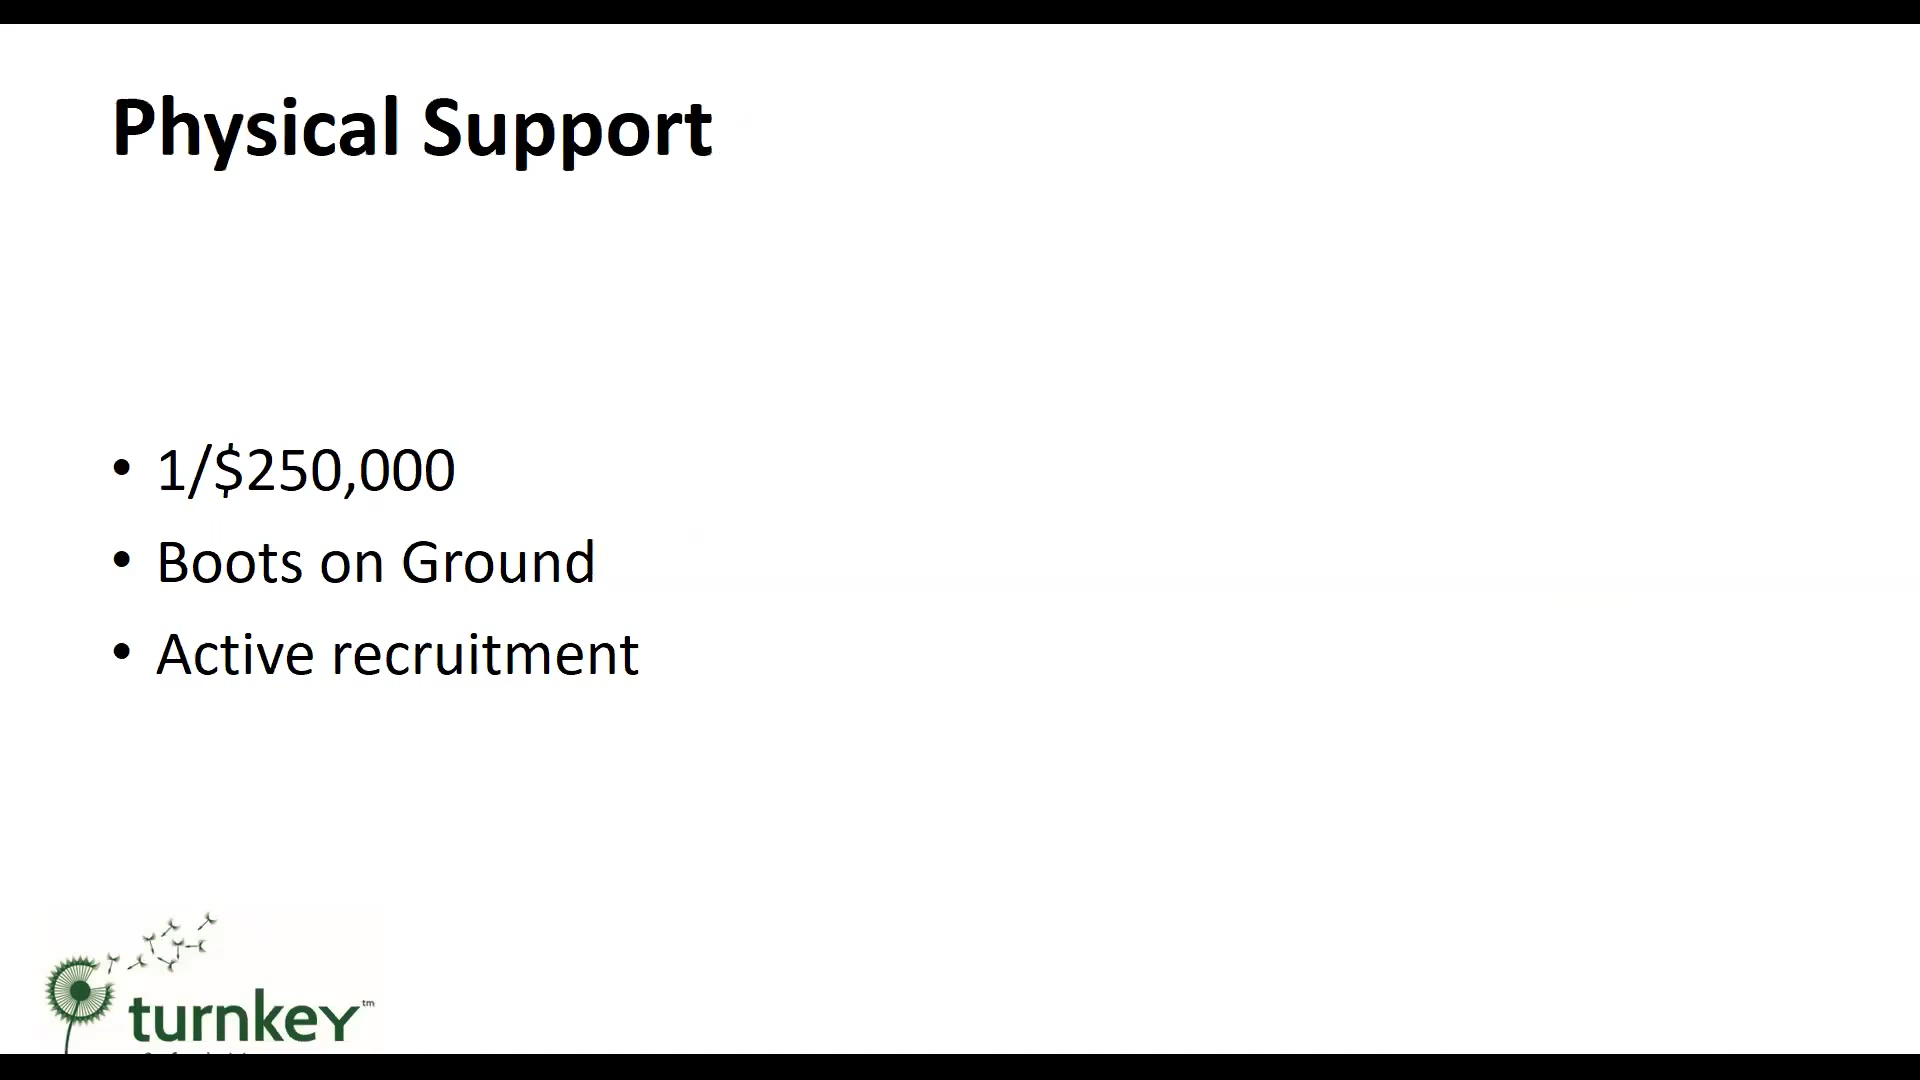 Physical Support
• 1/$250,000
• Boots on Ground
• Active recruitment
turnkey™